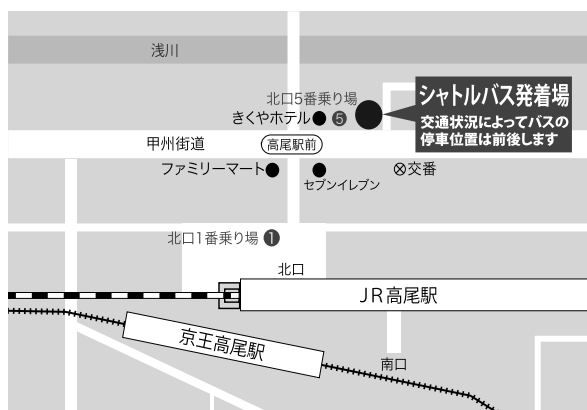 浅川
北口5番乗り場
きくやホテル ● ❺
シャトルバス発着場
交通状況によってバスの
停車位置は前後します
甲州街道
高尾駅前
ファミリーマート
セブンイレブン
交番
北口1番乗り場 ❶
北口
JR高尾駅
京王高尾駅
南口